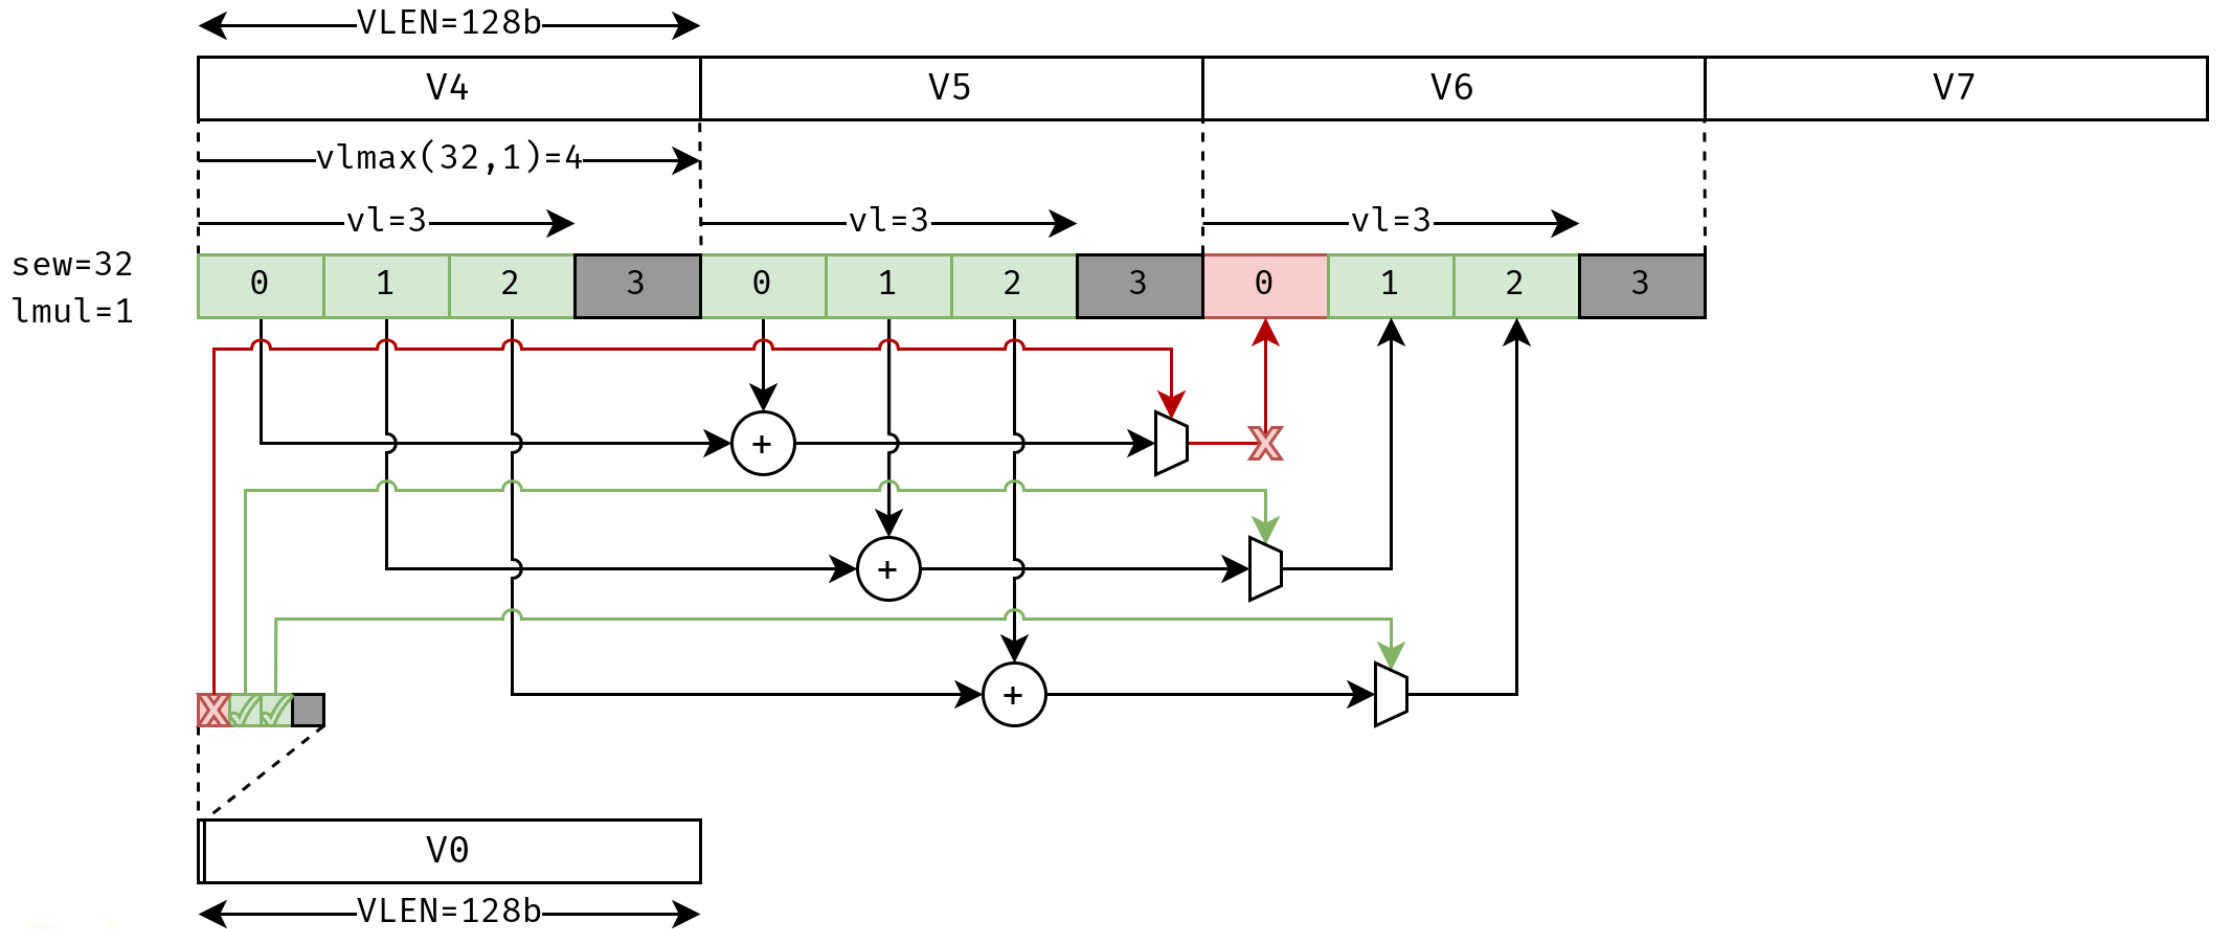 VLEN=128b
V4 V5 V6 V7
vlmax(32,1)=4
vl=3 vl=3 vl=3
sew=32
lmul=1
0 1 2 3 0 1 2 3 0 1 2 3
+
+
+
V0
VLEN=128b